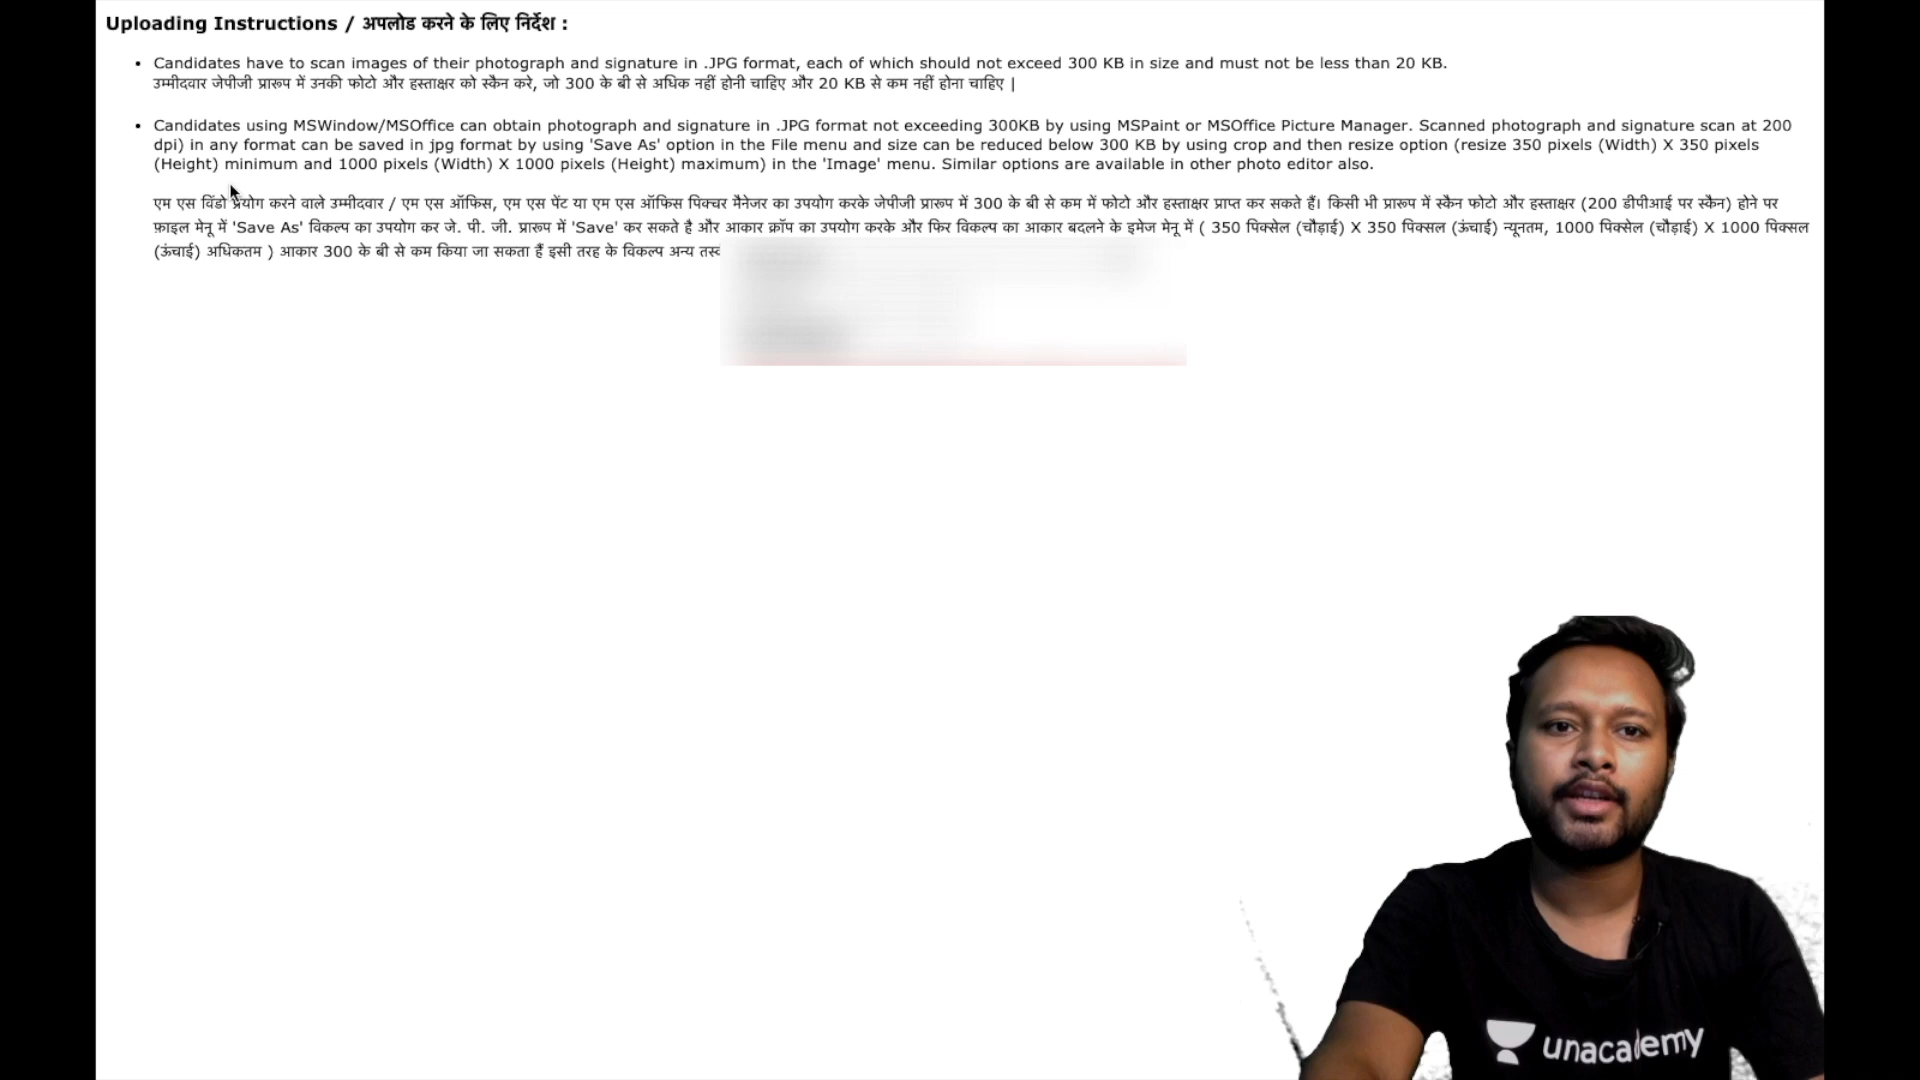 Uploading Instructions / अपलोड करने के लिए निर्देश :
• Candidates have to scan images of their photograph and signature in .JPG format, each of which should not exceed 300 KB in size and must not be less than 20 KB.
उम्मीदवार जेपीजी प्रारूप में उनकी फोटो और हस्ताक्षर को स्कैन करे, जो 300 के बी से अधिक नहीं होनी चाहिए और 20 KB से कम नहीं होना चाहिए |
• Candidates using MSWindow/MSOffice can obtain photograph and signature in .JPG format not exceeding 300KB by using MSPaint or MSOffice Picture Manager. Scanned photograph and signature scan at 200
dpi) in any format can be saved in jpg format by using 'Save As' option in the File menu and size can be reduced below 300 KB by using crop and then resize option (resize 350 pixels (Width) X 350 pixels
(Height) minimum and 1000 pixels (Width) X 1000 pixels (Height) maximum) in the 'Image' menu. Similar options are available in other photo editor also.
एम एस विंडो प्रयोग करने वाले उम्मीदवार / एम एस ऑफिस, एम एस पेंट या एम एस ऑफिस पिक्चर मैनेजर का उपयोग करके जेपीजी प्रारूप में 300 के बी से कम में फोटो और हस्ताक्षर प्राप्त कर सकते हैं। किसी भी प्रारूप में स्कैन फोटो और हस्ताक्षर (200 डीपीआई पर स्कैन) होने पर
फ़ाइल मेनू में 'Save As' विकल्प का उपयोग कर जे. पी. जी. प्रारूप में 'Save' कर सकते है और आकार क्रॉप का उपयोग करके और फिर विकल्प का आकार बदलने के इमेज मेनू में ( 350 पिक्सेल (चौड़ाई) X 350 पिक्सल (ऊंचाई) न्यूनतम, 1000 पिक्सेल (चौड़ाई) X 1000 पिक्सल
(ऊंचाई) अधिकतम ) आकार 300 के बी से कम किया जा सकता हैं इसी तरह के विकल्प अन्य
unacademy